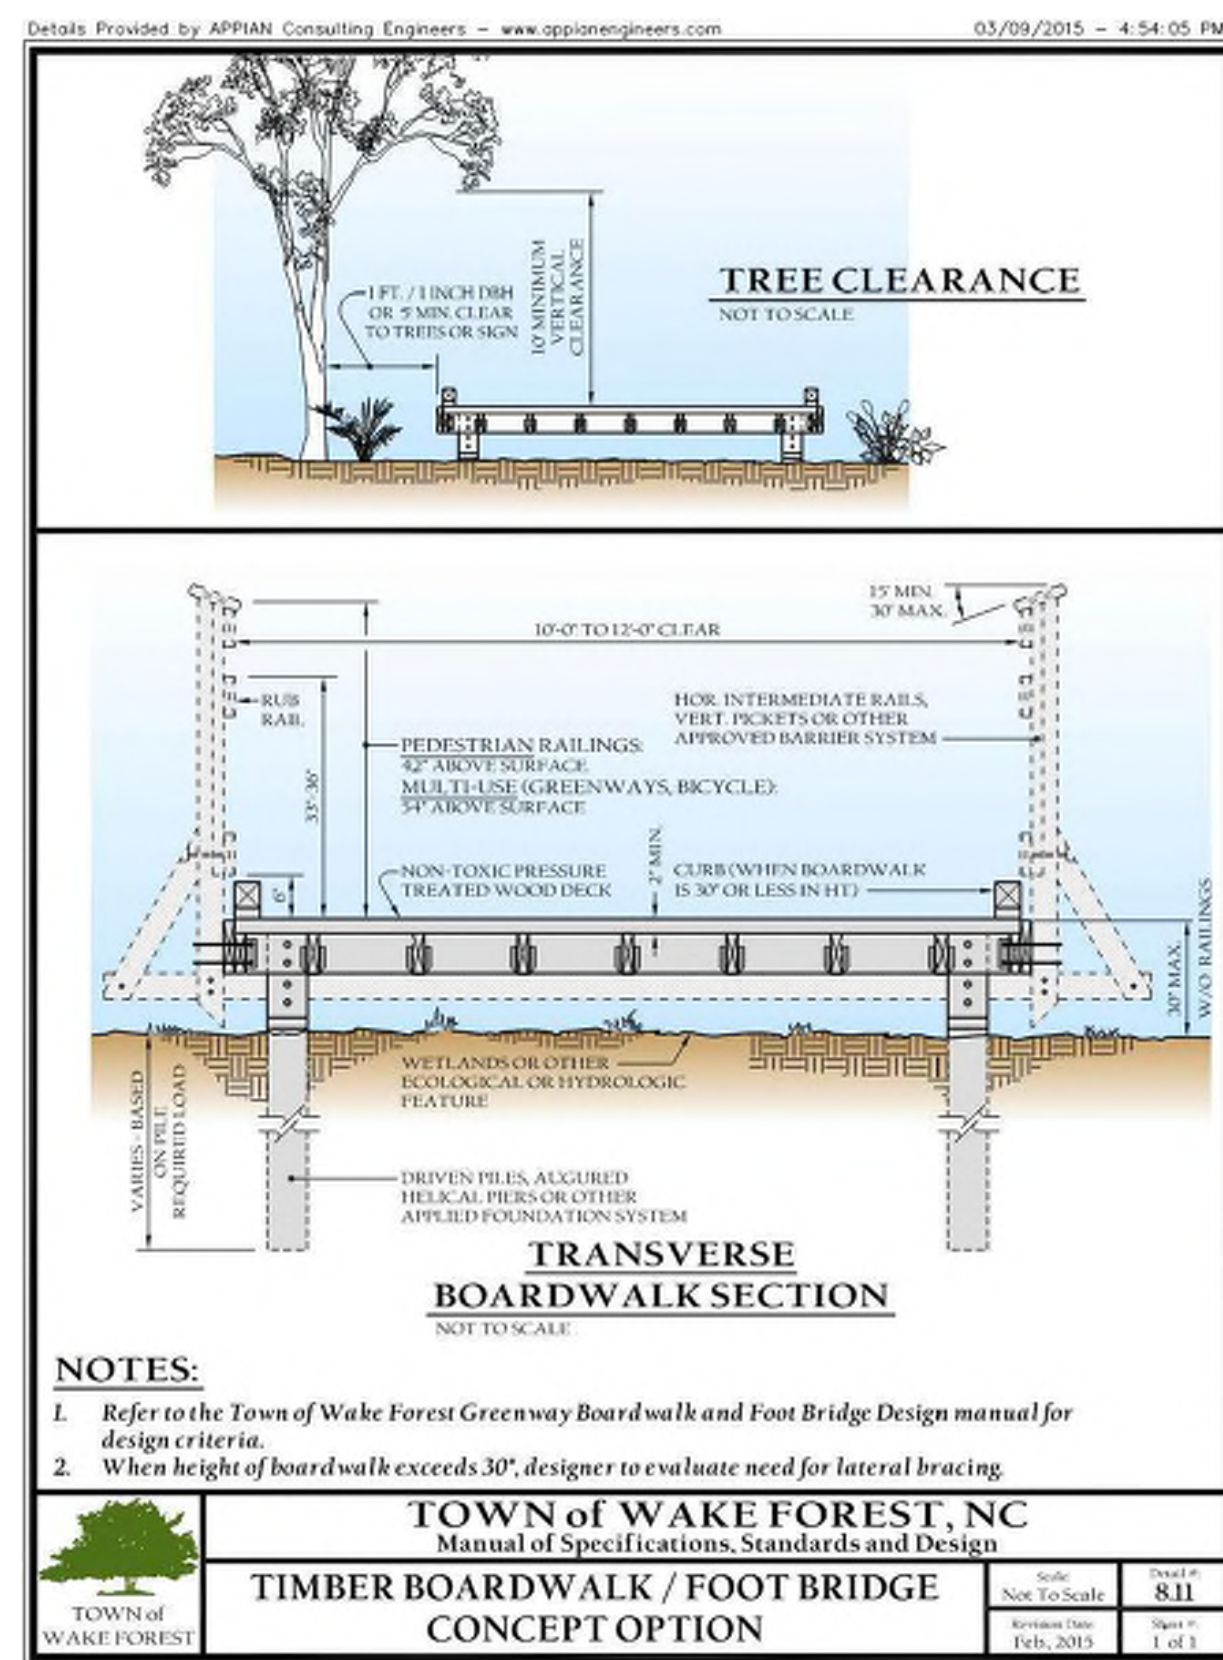 Details Provided by APPIAN Consulting Engineers – www.appianengineers.com
03/09/2015 – 4:54:05 PM
1 FT. / 1 INCH DBH
OR 5' MIN. CLEAR
TO TREES OR SIGN
10' MINIMUM
VERTICAL
CLEARANCE
TREE CLEARANCE
NOT TO SCALE
15° MIN.
30° MAX.
10'-0" TO 12'-0" CLEAR
RUB
RAIL
HOR. INTERMEDIATE RAILS,
VERT. PICKETS OR OTHER
APPROVED BARRIER SYSTEM
PEDESTRIAN RAILINGS:
42" ABOVE SURFACE
MULTI-USE (GREENWAYS, BICYCLE):
54" ABOVE SURFACE
33"-36"
6"
NON-TOXIC PRESSURE
TREATED WOOD DECK
2" MIN.
CURB (WHEN BOARDWALK
IS 30" OR LESS IN HT)
30" MAX.
W/O RAILINGS
WETLANDS OR OTHER
ECOLOGICAL OR HYDROLOGIC
FEATURE
VARIES - BASED
ON PILE
REQUIRED LOAD
DRIVEN PILES, AUGURED
HELICAL PIERS OR OTHER
APPLIED FOUNDATION SYSTEM
TRANSVERSE
BOARDWALK SECTION
NOT TO SCALE
NOTES:
1. Refer to the Town of Wake Forest Greenway Boardwalk and Foot Bridge Design manual for
design criteria.
2. When height of boardwalk exceeds 30", designer to evaluate need for lateral bracing.
TOWN of
WAKE FOREST
TOWN of WAKE FOREST, NC
Manual of Specifications, Standards and Design
TIMBER BOARDWALK / FOOT BRIDGE
CONCEPT OPTION
Scale:
Not To Scale
Detail #:
8.11
Revision Date:
Feb, 2015
Sheet #:
1 of 1